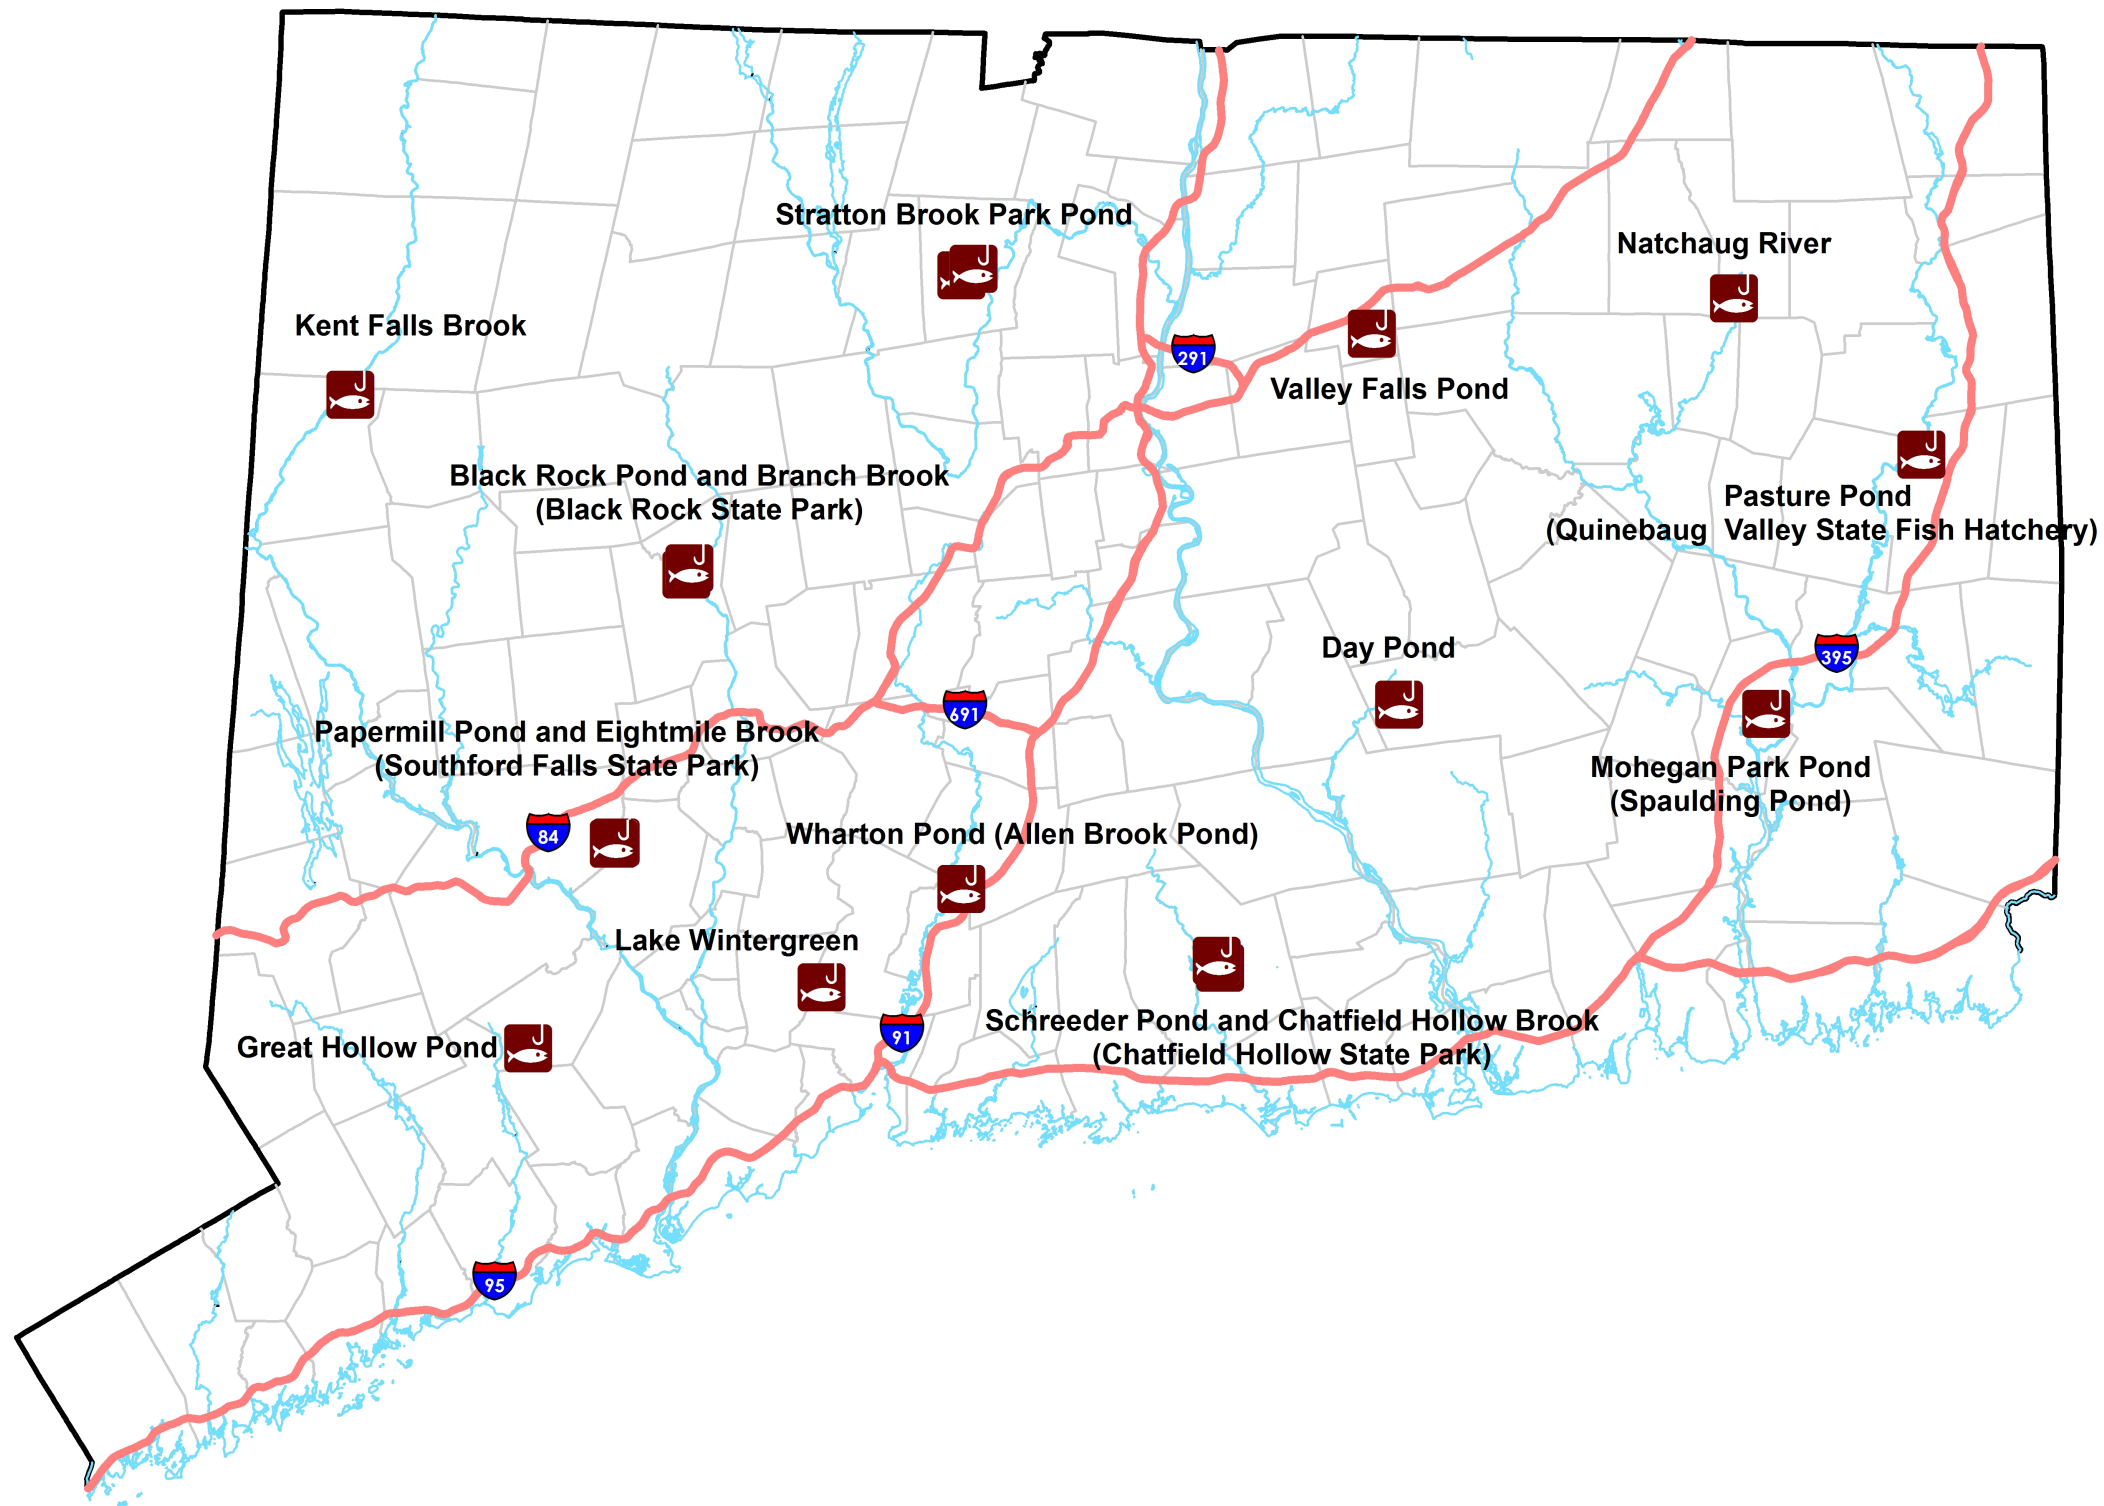 Stratton Brook Park Pond
Natchaug River
Kent Falls Brook
291
Valley Falls Pond
Black Rock Pond and Branch Brook
(Black Rock State Park)
Pasture Pond
(Quinebaug Valley State Fish Hatchery)
Day Pond
395
691
Papermill Pond and Eightmile Brook
(Southford Falls State Park)
Mohegan Park Pond
(Spaulding Pond)
84
Wharton Pond (Allen Brook Pond)
Lake Wintergreen
Schreeder Pond and Chatfield Hollow Brook
(Chatfield Hollow State Park)
91
Great Hollow Pond
95